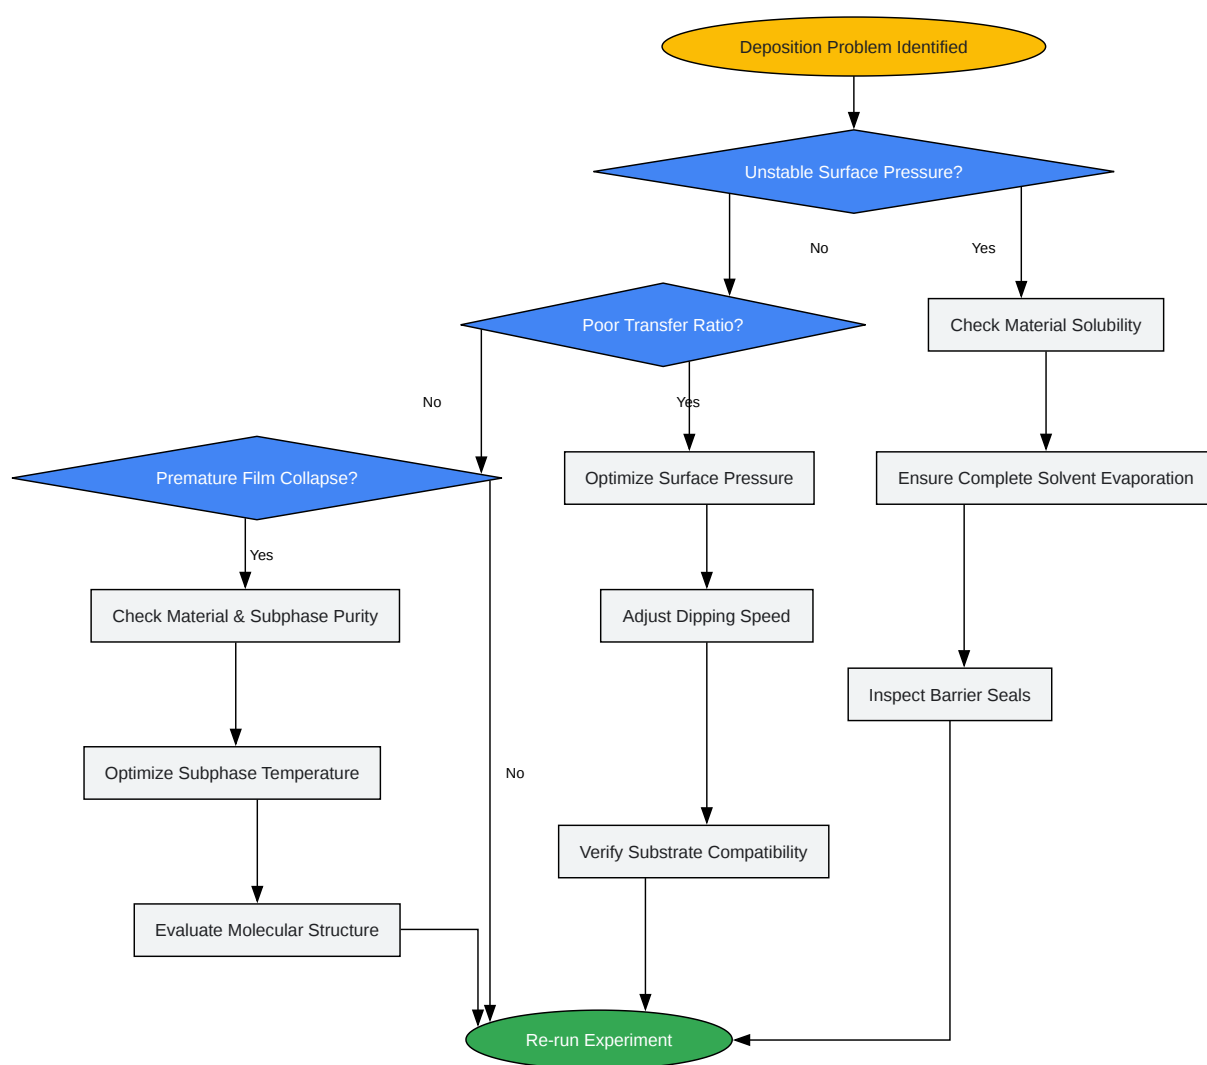 Deposition Problem Identified
Unstable Surface Pressure?
No
Yes
Poor Transfer Ratio?
Check Material Solubility
No
Yes
Premature Film Collapse?
Optimize Surface Pressure
Ensure Complete Solvent Evaporation
Yes
Check Material & Subphase Purity
Adjust Dipping Speed
Inspect Barrier Seals
Optimize Subphase Temperature
No
Verify Substrate Compatibility
Evaluate Molecular Structure
Re-run Experiment